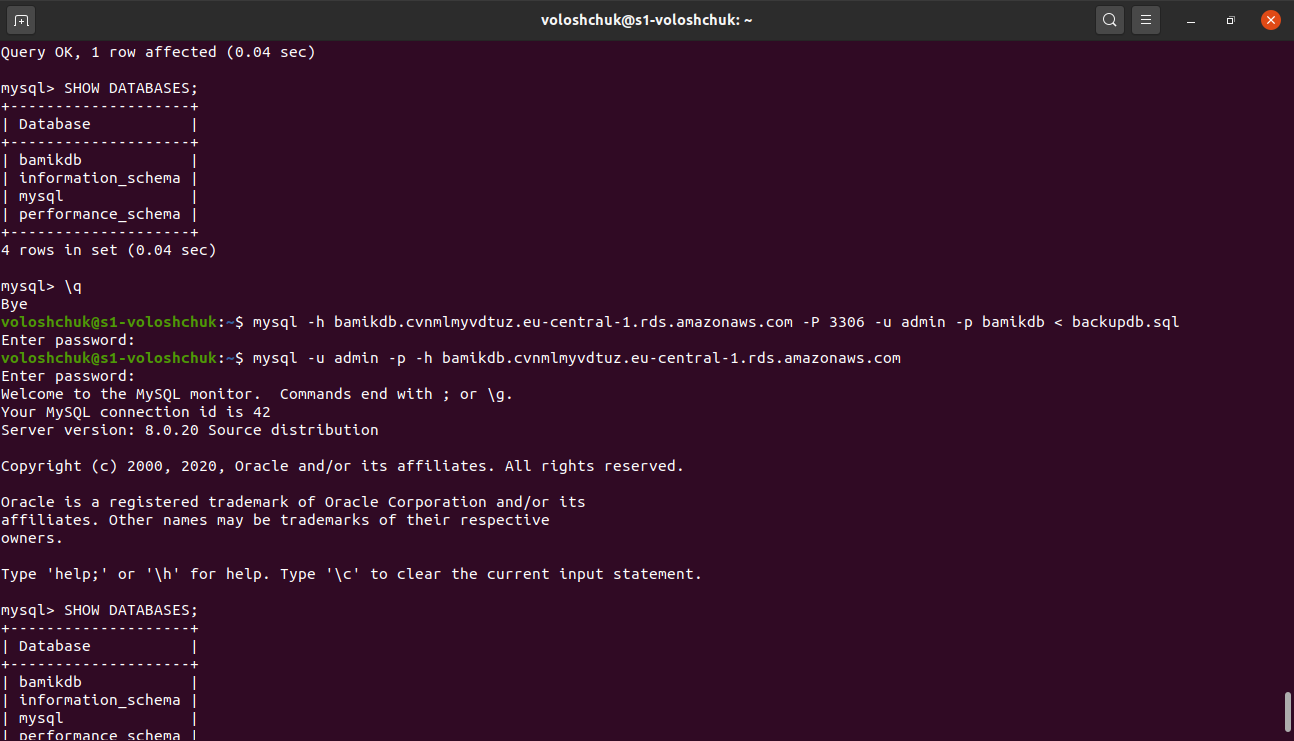 voloshchuk@s1-voloshchuk: ~
Query OK, 1 row affected (0.04 sec)
mysql> SHOW DATABASES;
+--------------------+
| Database           |
+--------------------+
| bamikdb            |
| information_schema |
| mysql              |
| performance_schema |
+--------------------+
4 rows in set (0.04 sec)
mysql> \q
Bye
voloshchuk@s1-voloshchuk:~$ mysql -h bamikdb.cvnmlmyvdtuz.eu-central-1.rds.amazonaws.com -P 3306 -u admin -p bamikdb < backupdb.sql
Enter password:
voloshchuk@s1-voloshchuk:~$ mysql -u admin -p -h bamikdb.cvnmlmyvdtuz.eu-central-1.rds.amazonaws.com
Enter password:
Welcome to the MySQL monitor.  Commands end with ; or \g.
Your MySQL connection id is 42
Server version: 8.0.20 Source distribution
Copyright (c) 2000, 2020, Oracle and/or its affiliates. All rights reserved.
Oracle is a registered trademark of Oracle Corporation and/or its
affiliates. Other names may be trademarks of their respective
owners.
Type 'help;' or '\h' for help. Type '\c' to clear the current input statement.
mysql> SHOW DATABASES;
+--------------------+
| Database           |
+--------------------+
| bamikdb            |
| information_schema |
| mysql              |
| performance_schema |